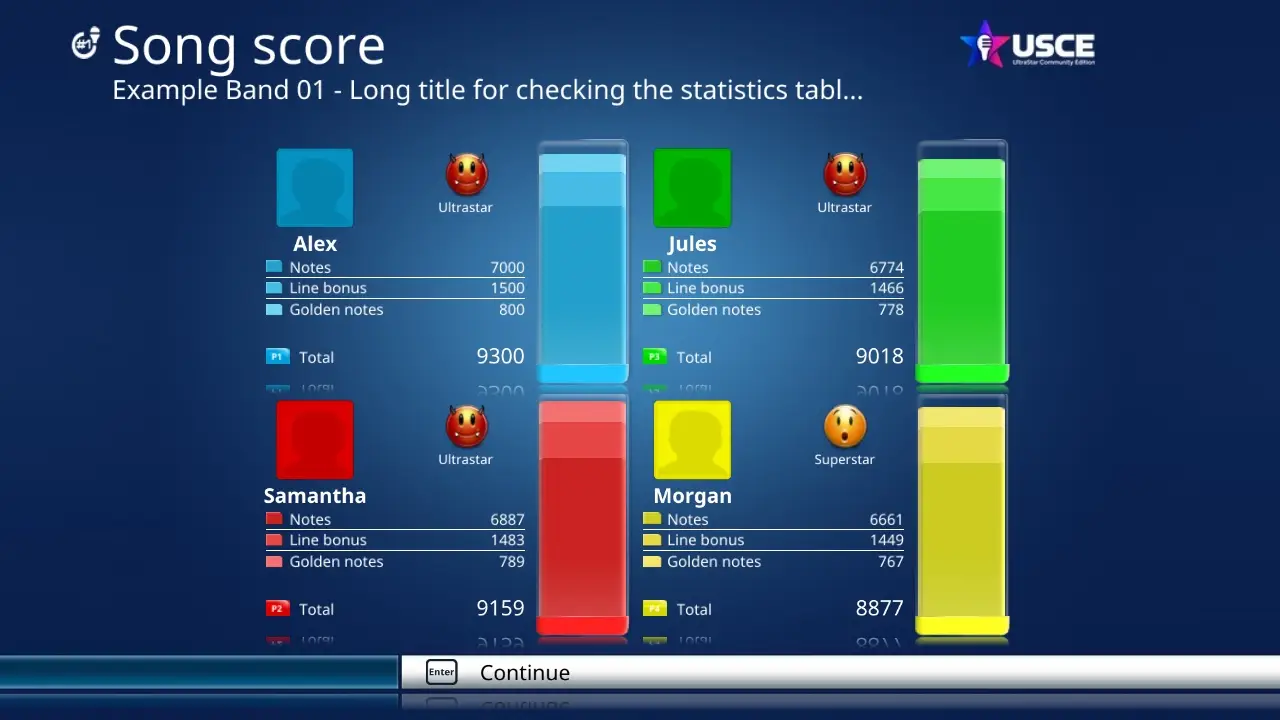 #1 Song score
USCE
UltraStar Community Edition
Example Band 01 - Long title for checking the statistics tabl...
Ultrastar
Alex
Notes 7000
Line bonus 1500
Golden notes 800
P1 Total 9300
Ultrastar
Jules
Notes 6774
Line bonus 1466
Golden notes 778
P3 Total 9018
Ultrastar
Samantha
Notes 6887
Line bonus 1483
Golden notes 789
P2 Total 9159
Superstar
Morgan
Notes 6661
Line bonus 1449
Golden notes 767
P4 Total 8877
Enter Continue